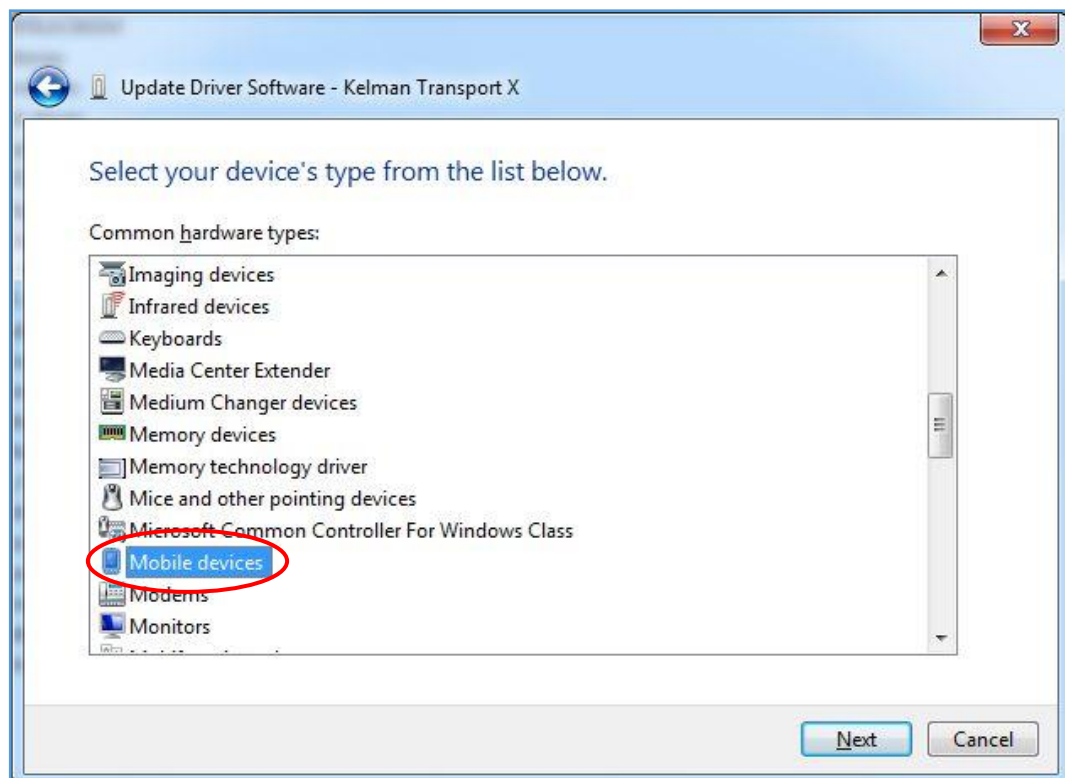 Update Driver Software - Kelman Transport X
Select your device's type from the list below.
Common hardware types:
Imaging devices
Infrared devices
Keyboards
Media Center Extender
Medium Changer devices
Memory devices
Memory technology driver
Mice and other pointing devices
Microsoft Common Controller For Windows Class
Mobile devices
Modems
Monitors
Next
Cancel